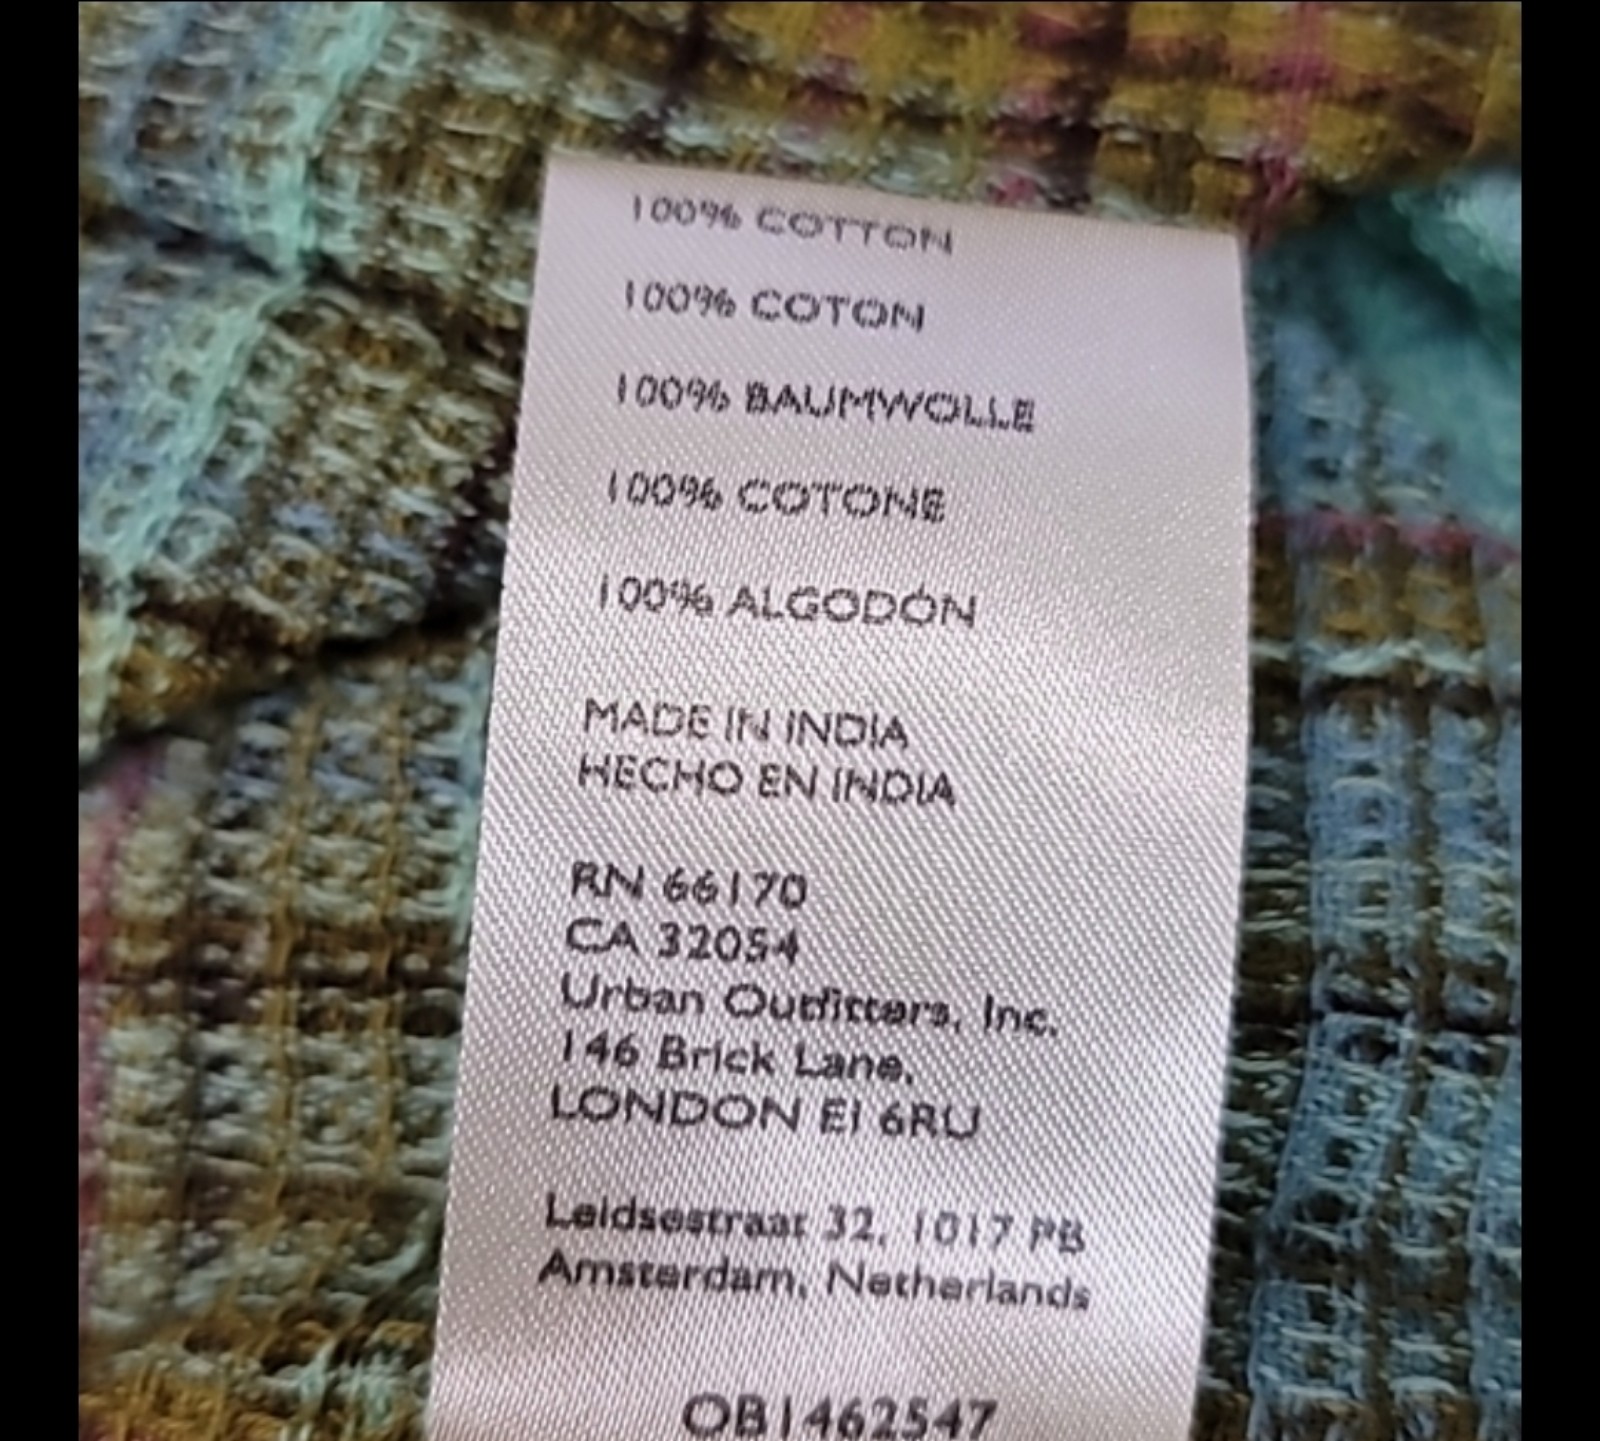 100% COTTON
100% COTON
100% BAUMWOLLE
100% COTONE
100% ALGODÓN
MADE IN INDIA
HECHO EN INDIA
RN 66170
CA 32054
Urban Outfitters, Inc.
146 Brick Lane,
LONDON E1 6RU
Leidsestraat 32, 1017 PB
Amsterdam, Netherlands
OB1462547